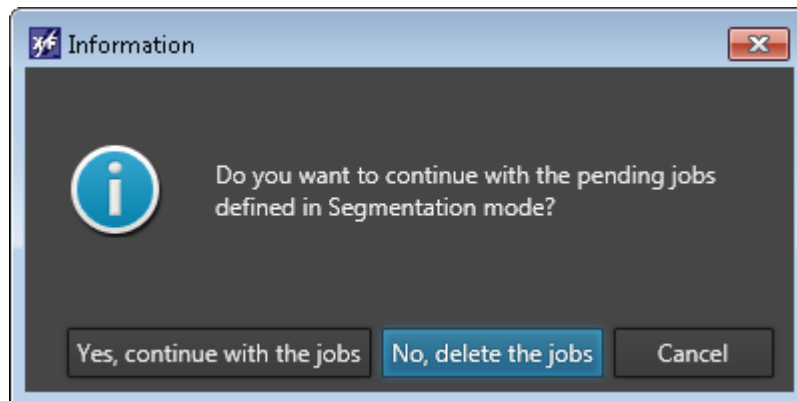 Information
Do you want to continue with the pending jobs
defined in Segmentation mode?
Yes, continue with the jobs
No, delete the jobs
Cancel